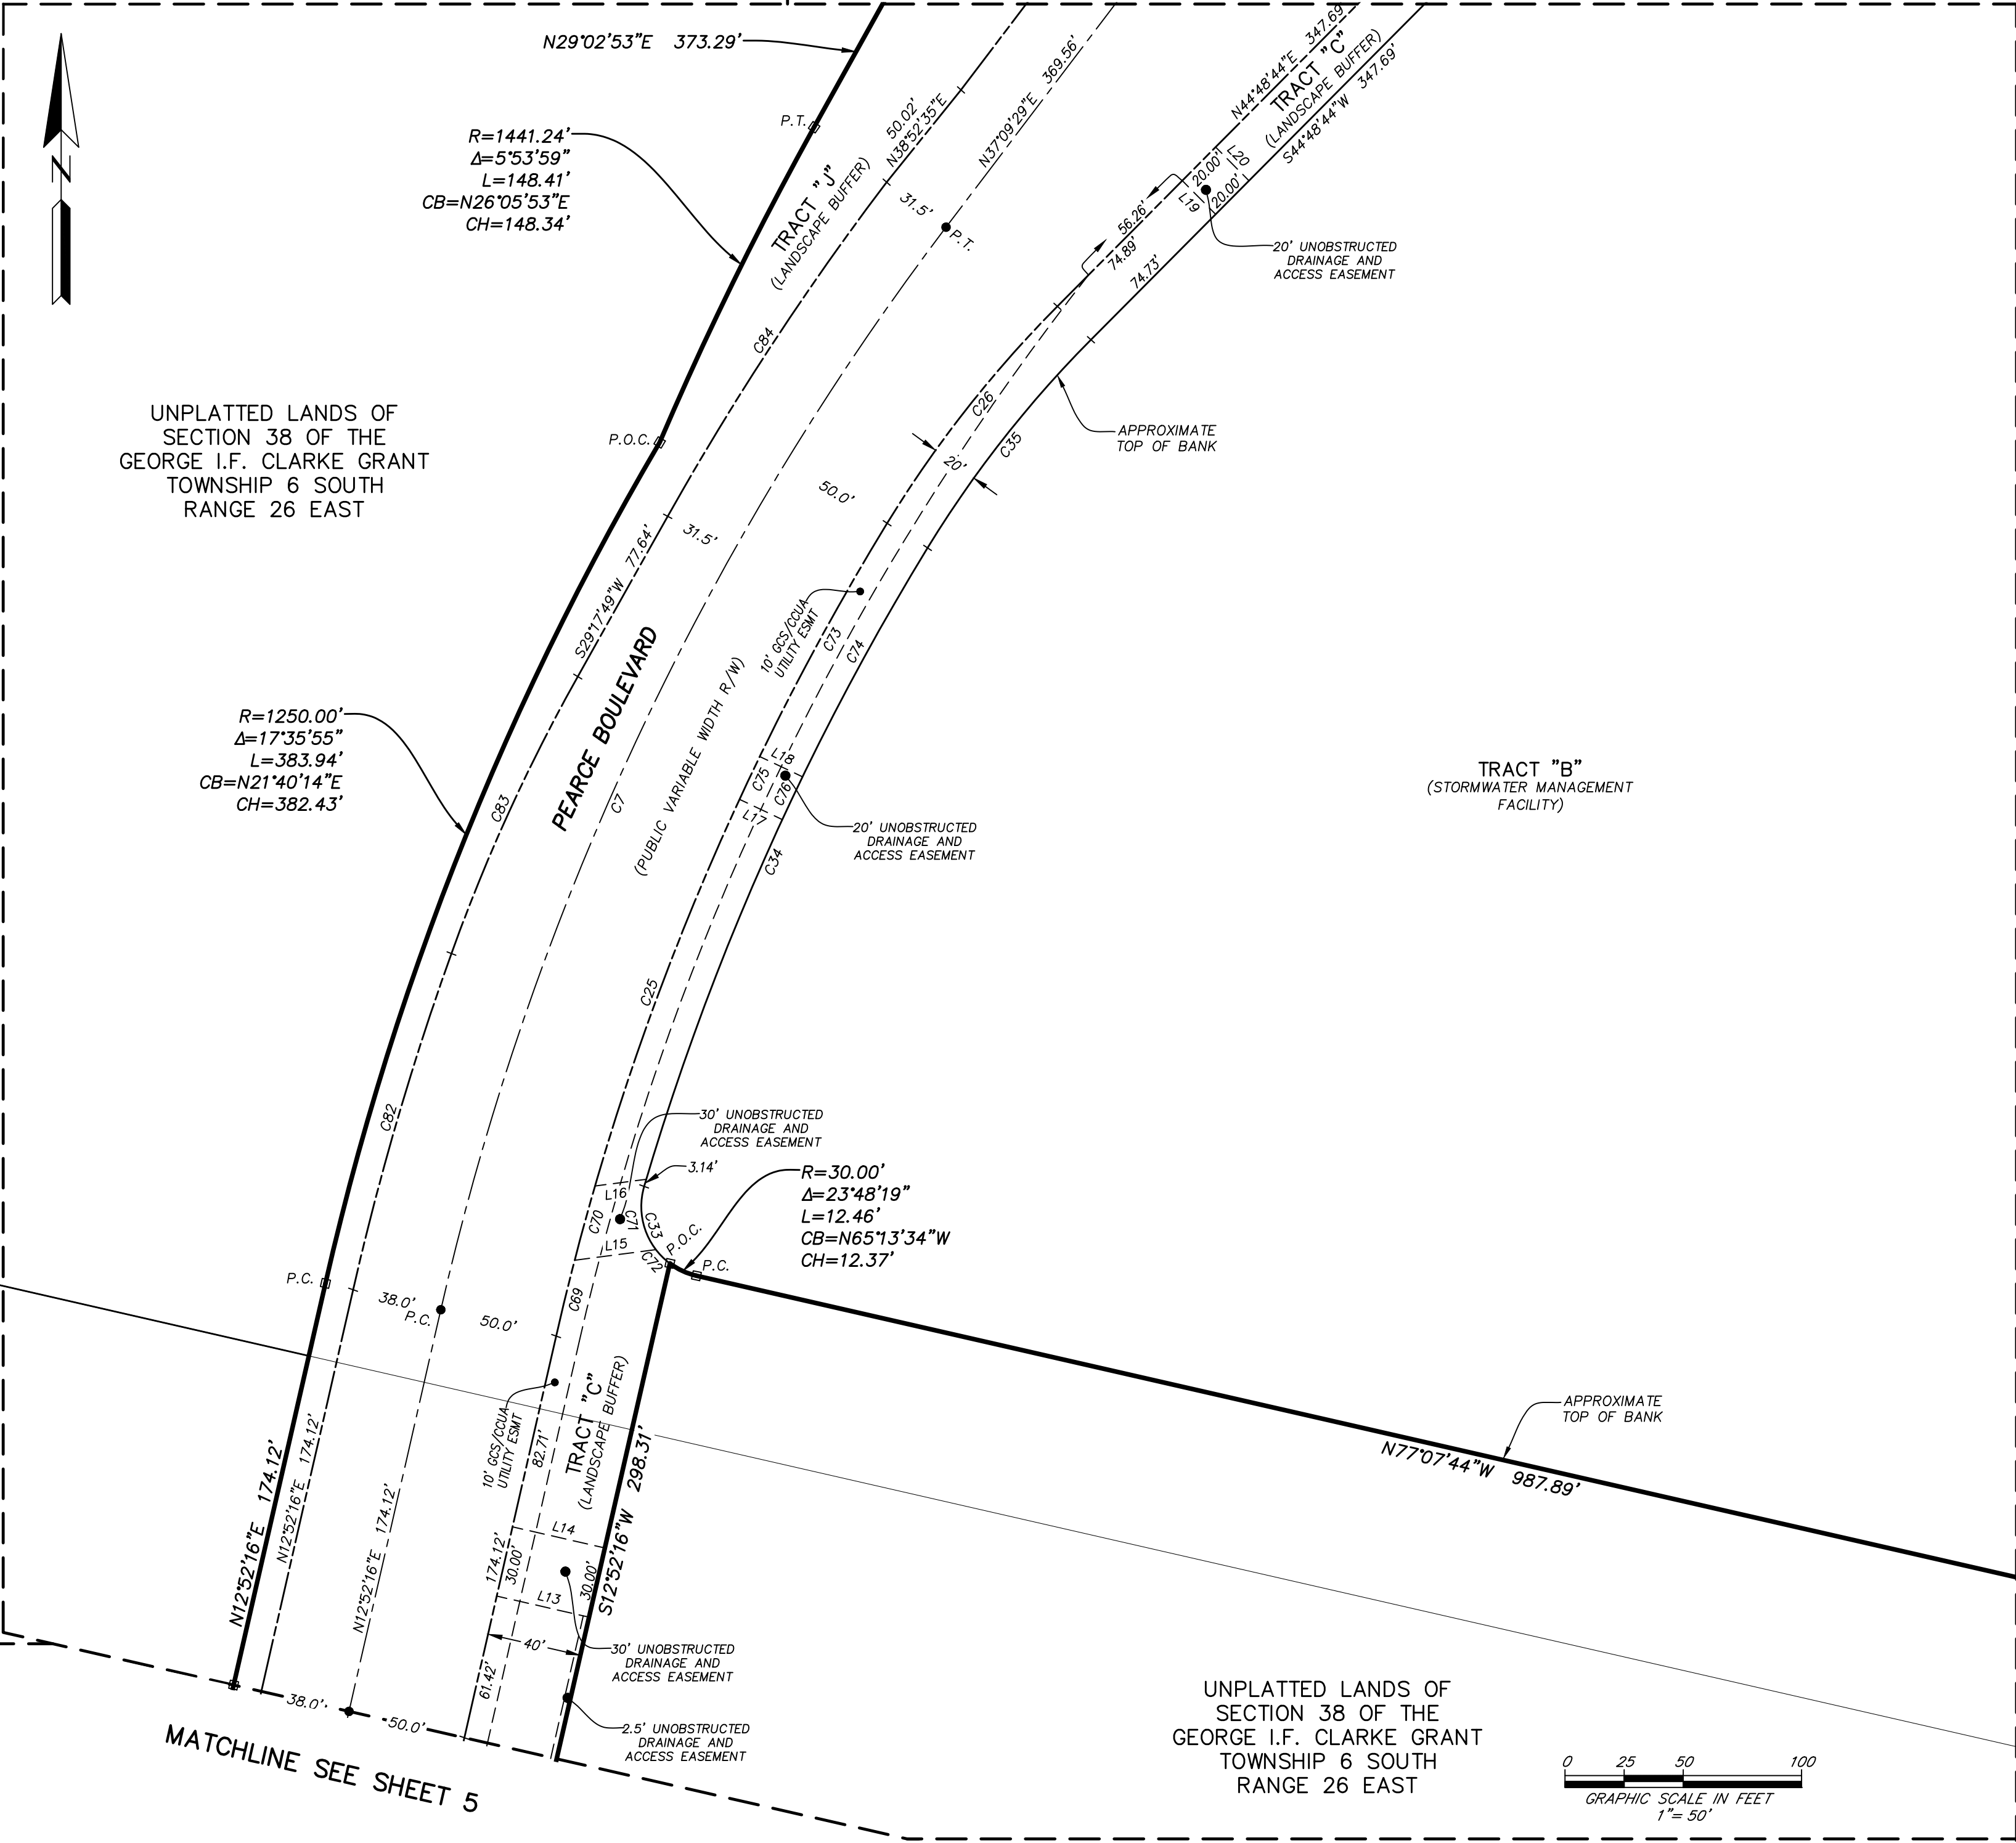 N29°02'53"E 373.29'
N
P.T.
R=1441.24'
Δ=5°53'59"
L=148.41'
CB=N26°05'53"E
CH=148.34'
TRACT "J"
(LANDSCAPE BUFFER)
50.02'
N38°52'35"E
N37°09'29"E 369.56'
N44°48'44"E 347.69'
TRACT "C"
(LANDSCAPE BUFFER)
S44°48'44"W 347.69'
31.5'
P.T.
20.00'
L20
L19
20.00'
56.26'
74.89'
74.73'
20' UNOBSTRUCTED
DRAINAGE AND
ACCESS EASEMENT
C84
UNPLATTED LANDS OF
SECTION 38 OF THE
GEORGE I.F. CLARKE GRANT
TOWNSHIP 6 SOUTH
RANGE 26 EAST
P.O.C.
C26
C35
20'
APPROXIMATE
TOP OF BANK
50.0'
31.5'
S29°17'49"W 77.64'
10' GCS/CCUA
UTILITY ESMT
C73
C74
PEARCE BOULEVARD
(PUBLIC VARIABLE WIDTH R/W)
R=1250.00'
Δ=17°35'55"
L=383.94'
CB=N21°40'14"E
CH=382.43'
C83
C7
L18
C75
C76
L17
20' UNOBSTRUCTED
DRAINAGE AND
ACCESS EASEMENT
C34
TRACT "B"
(STORMWATER MANAGEMENT
FACILITY)
C25
C82
30' UNOBSTRUCTED
DRAINAGE AND
ACCESS EASEMENT
3.14'
L16
C70
C71
C33
L15
C72
P.O.C.
P.C.
R=30.00'
Δ=23°48'19"
L=12.46'
CB=N65°13'34"W
CH=12.37'
P.C.
38.0'
P.C.
50.0'
C69
10' GCS/CCUA
UTILITY ESMT
82.71'
TRACT "C"
(LANDSCAPE BUFFER)
S12°52'16"W 298.31'
N77°07'44"W 987.89'
APPROXIMATE
TOP OF BANK
N12°52'16"E 174.12'
N12°52'16"E 174.12'
N12°52'16"E 174.12'
L14
174.12'
30.00'
30.00'
L13
40'
61.42'
30' UNOBSTRUCTED
DRAINAGE AND
ACCESS EASEMENT
2.5' UNOBSTRUCTED
DRAINAGE AND
ACCESS EASEMENT
38.0'
50.0'
MATCHLINE SEE SHEET 5
UNPLATTED LANDS OF
SECTION 38 OF THE
GEORGE I.F. CLARKE GRANT
TOWNSHIP 6 SOUTH
RANGE 26 EAST
0 25 50 100
GRAPHIC SCALE IN FEET
1"= 50'